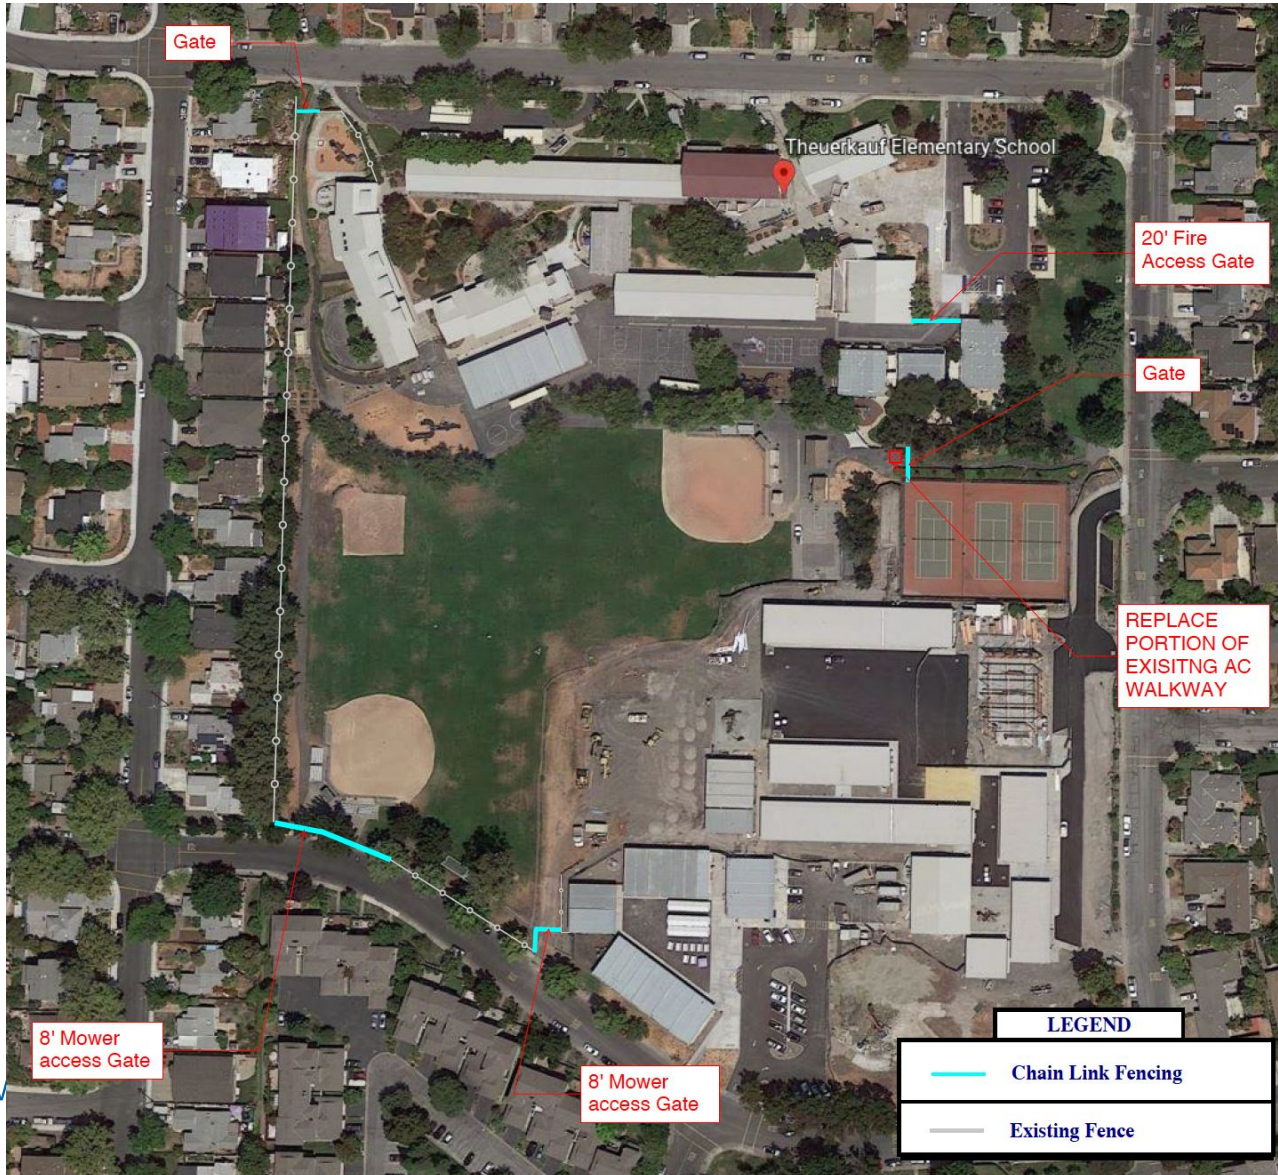 Gate
Theuerkauf Elementary School
20' Fire
Access Gate
Gate
REPLACE
PORTION OF
EXISITNG AC
WALKWAY
8' Mower
access Gate
8' Mower
access Gate
LEGEND
Chain Link Fencing
Existing Fence